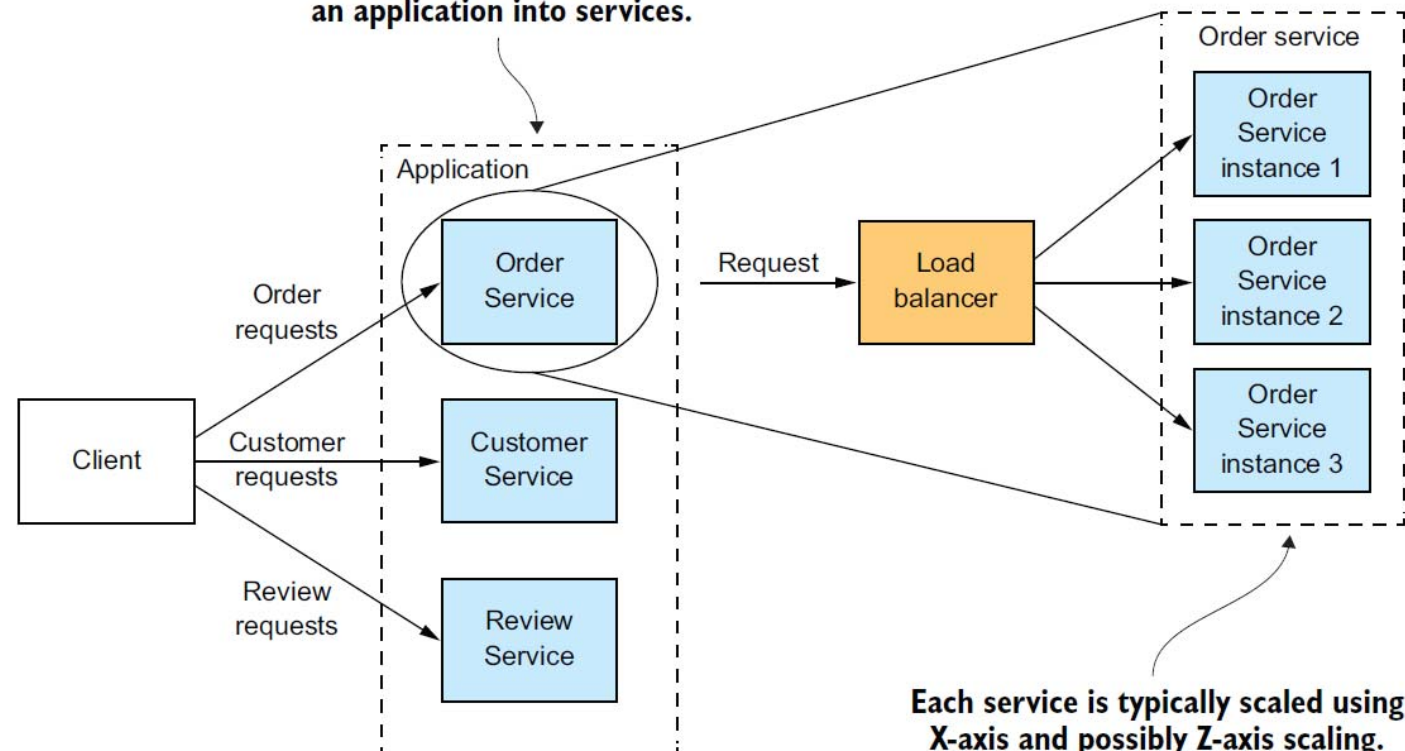 an application into services.
Order service
Order
Service
instance 1
Application
Order
Service
Request
Load
balancer
Order
Service
instance 2
Order
requests
Order
Service
instance 3
Client
Customer
requests
Customer
Service
Review
requests
Review
Service
Each service is typically scaled using
X-axis and possibly Z-axis scaling.